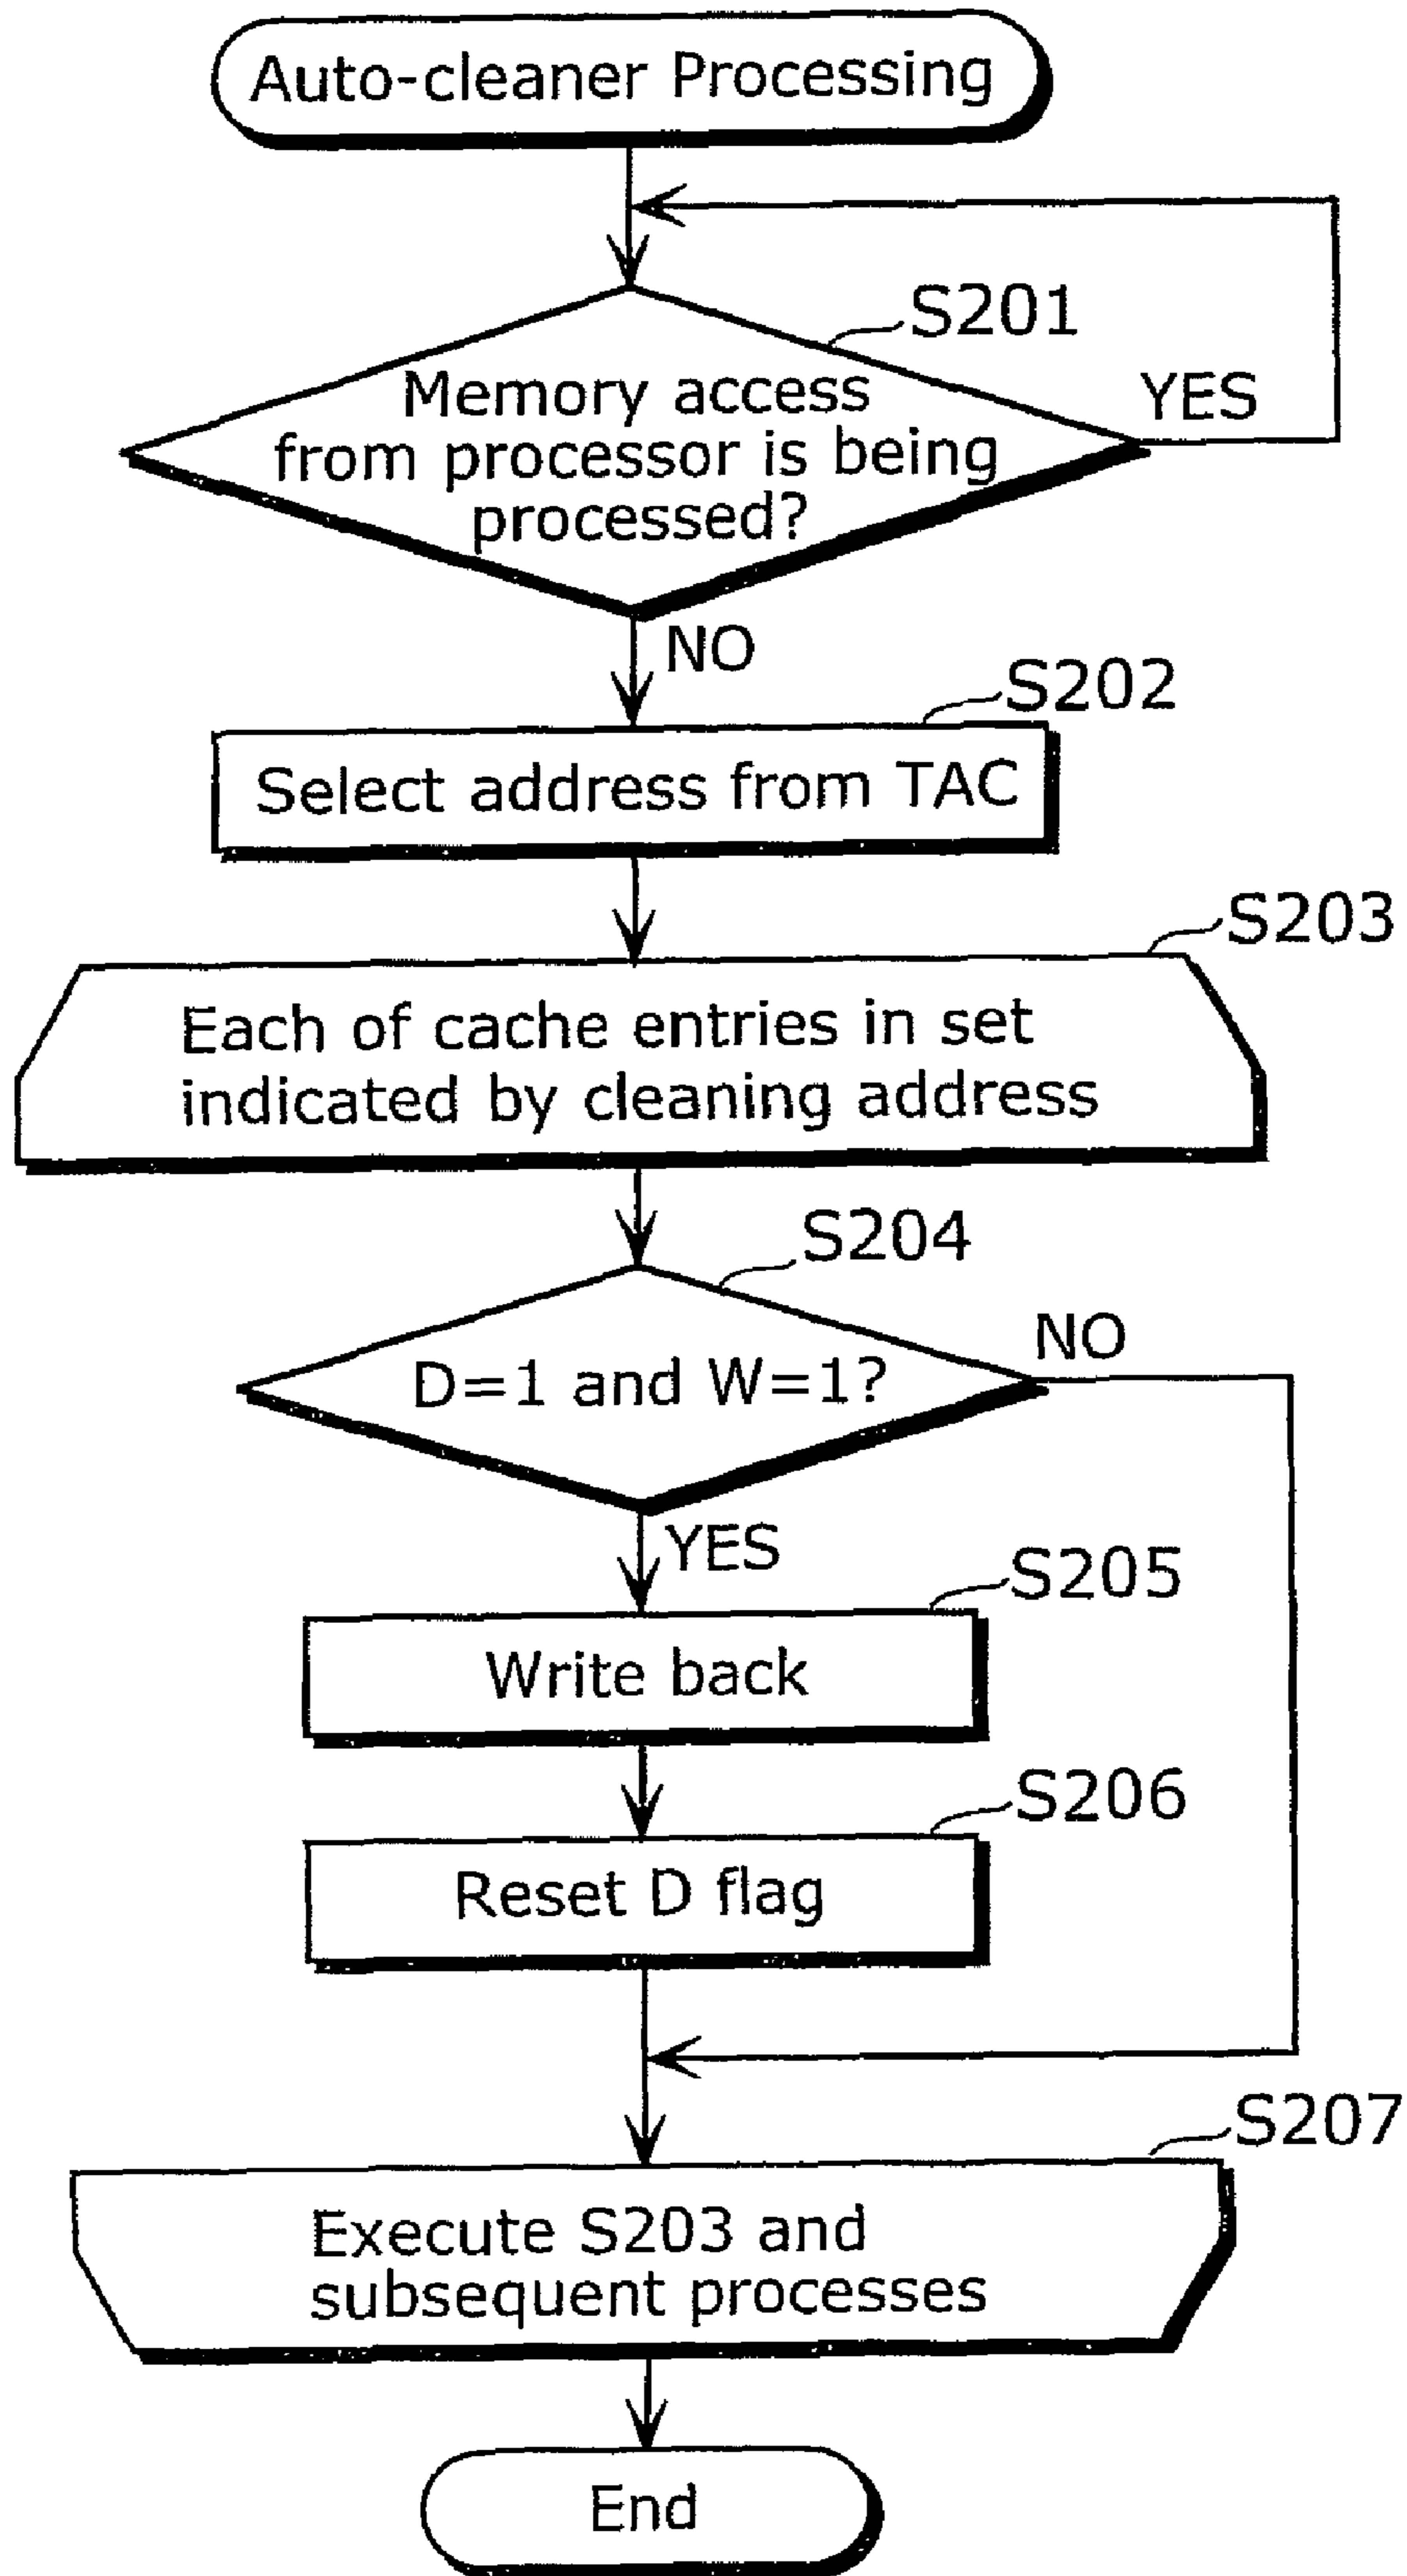 Auto-cleaner Processing
S201
Memory access
from processor is being
processed?
YES
NO
S202
Select address from TAC
S203
Each of cache entries in set
indicated by cleaning address
S204
D=1 and W=1?
NO
YES
S205
Write back
S206
Reset D flag
S207
Execute S203 and
subsequent processes
End